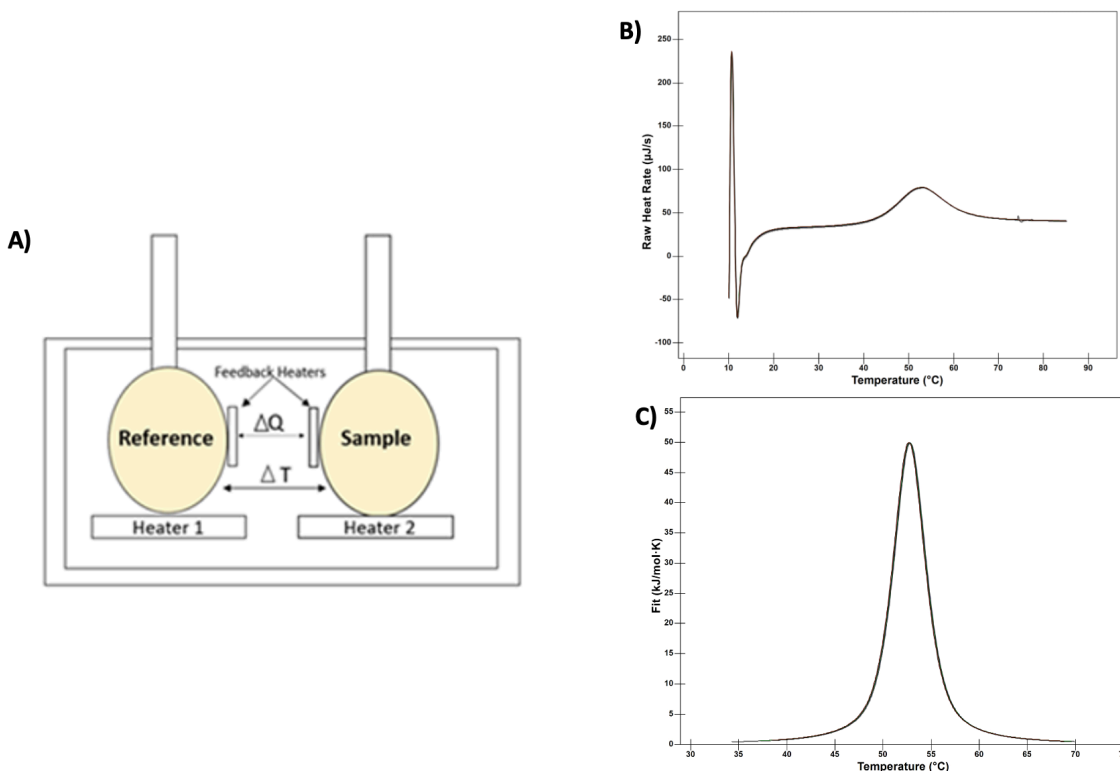 A)
Feedback Heaters
Reference
ΔQ
Sample
Δ T
Heater 1
Heater 2
B)
Raw Heat Rate (µJ/s)
250
200
150
100
50
0
-50
-100
0 10 20 30 40 50 60 70 80 90
Temperature (°C)
C)
Fit (kJ/mol·K)
55
50
45
40
35
30
25
20
15
10
5
0
30 35 40 45 50 55 60 65 70
Temperature (°C)